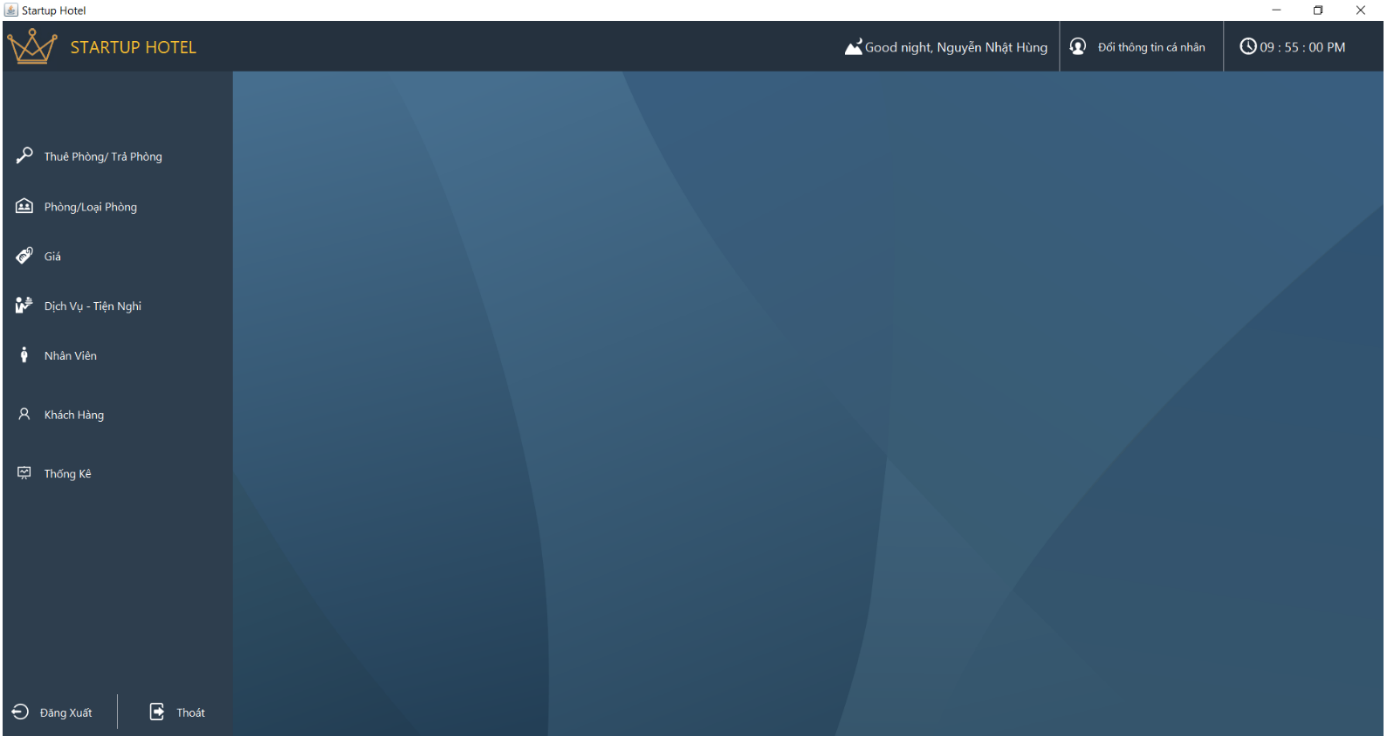 Startup Hotel
STARTUP HOTEL
Good night, Nguyễn Nhật Hùng
Đổi thông tin cá nhân
09 : 55 : 00 PM
Thuê Phòng/ Trả Phòng
Phòng/Loại Phòng
Giá
Dịch Vụ - Tiện Nghi
Nhân Viên
Khách Hàng
Thống Kê
Đăng Xuất
Thoát